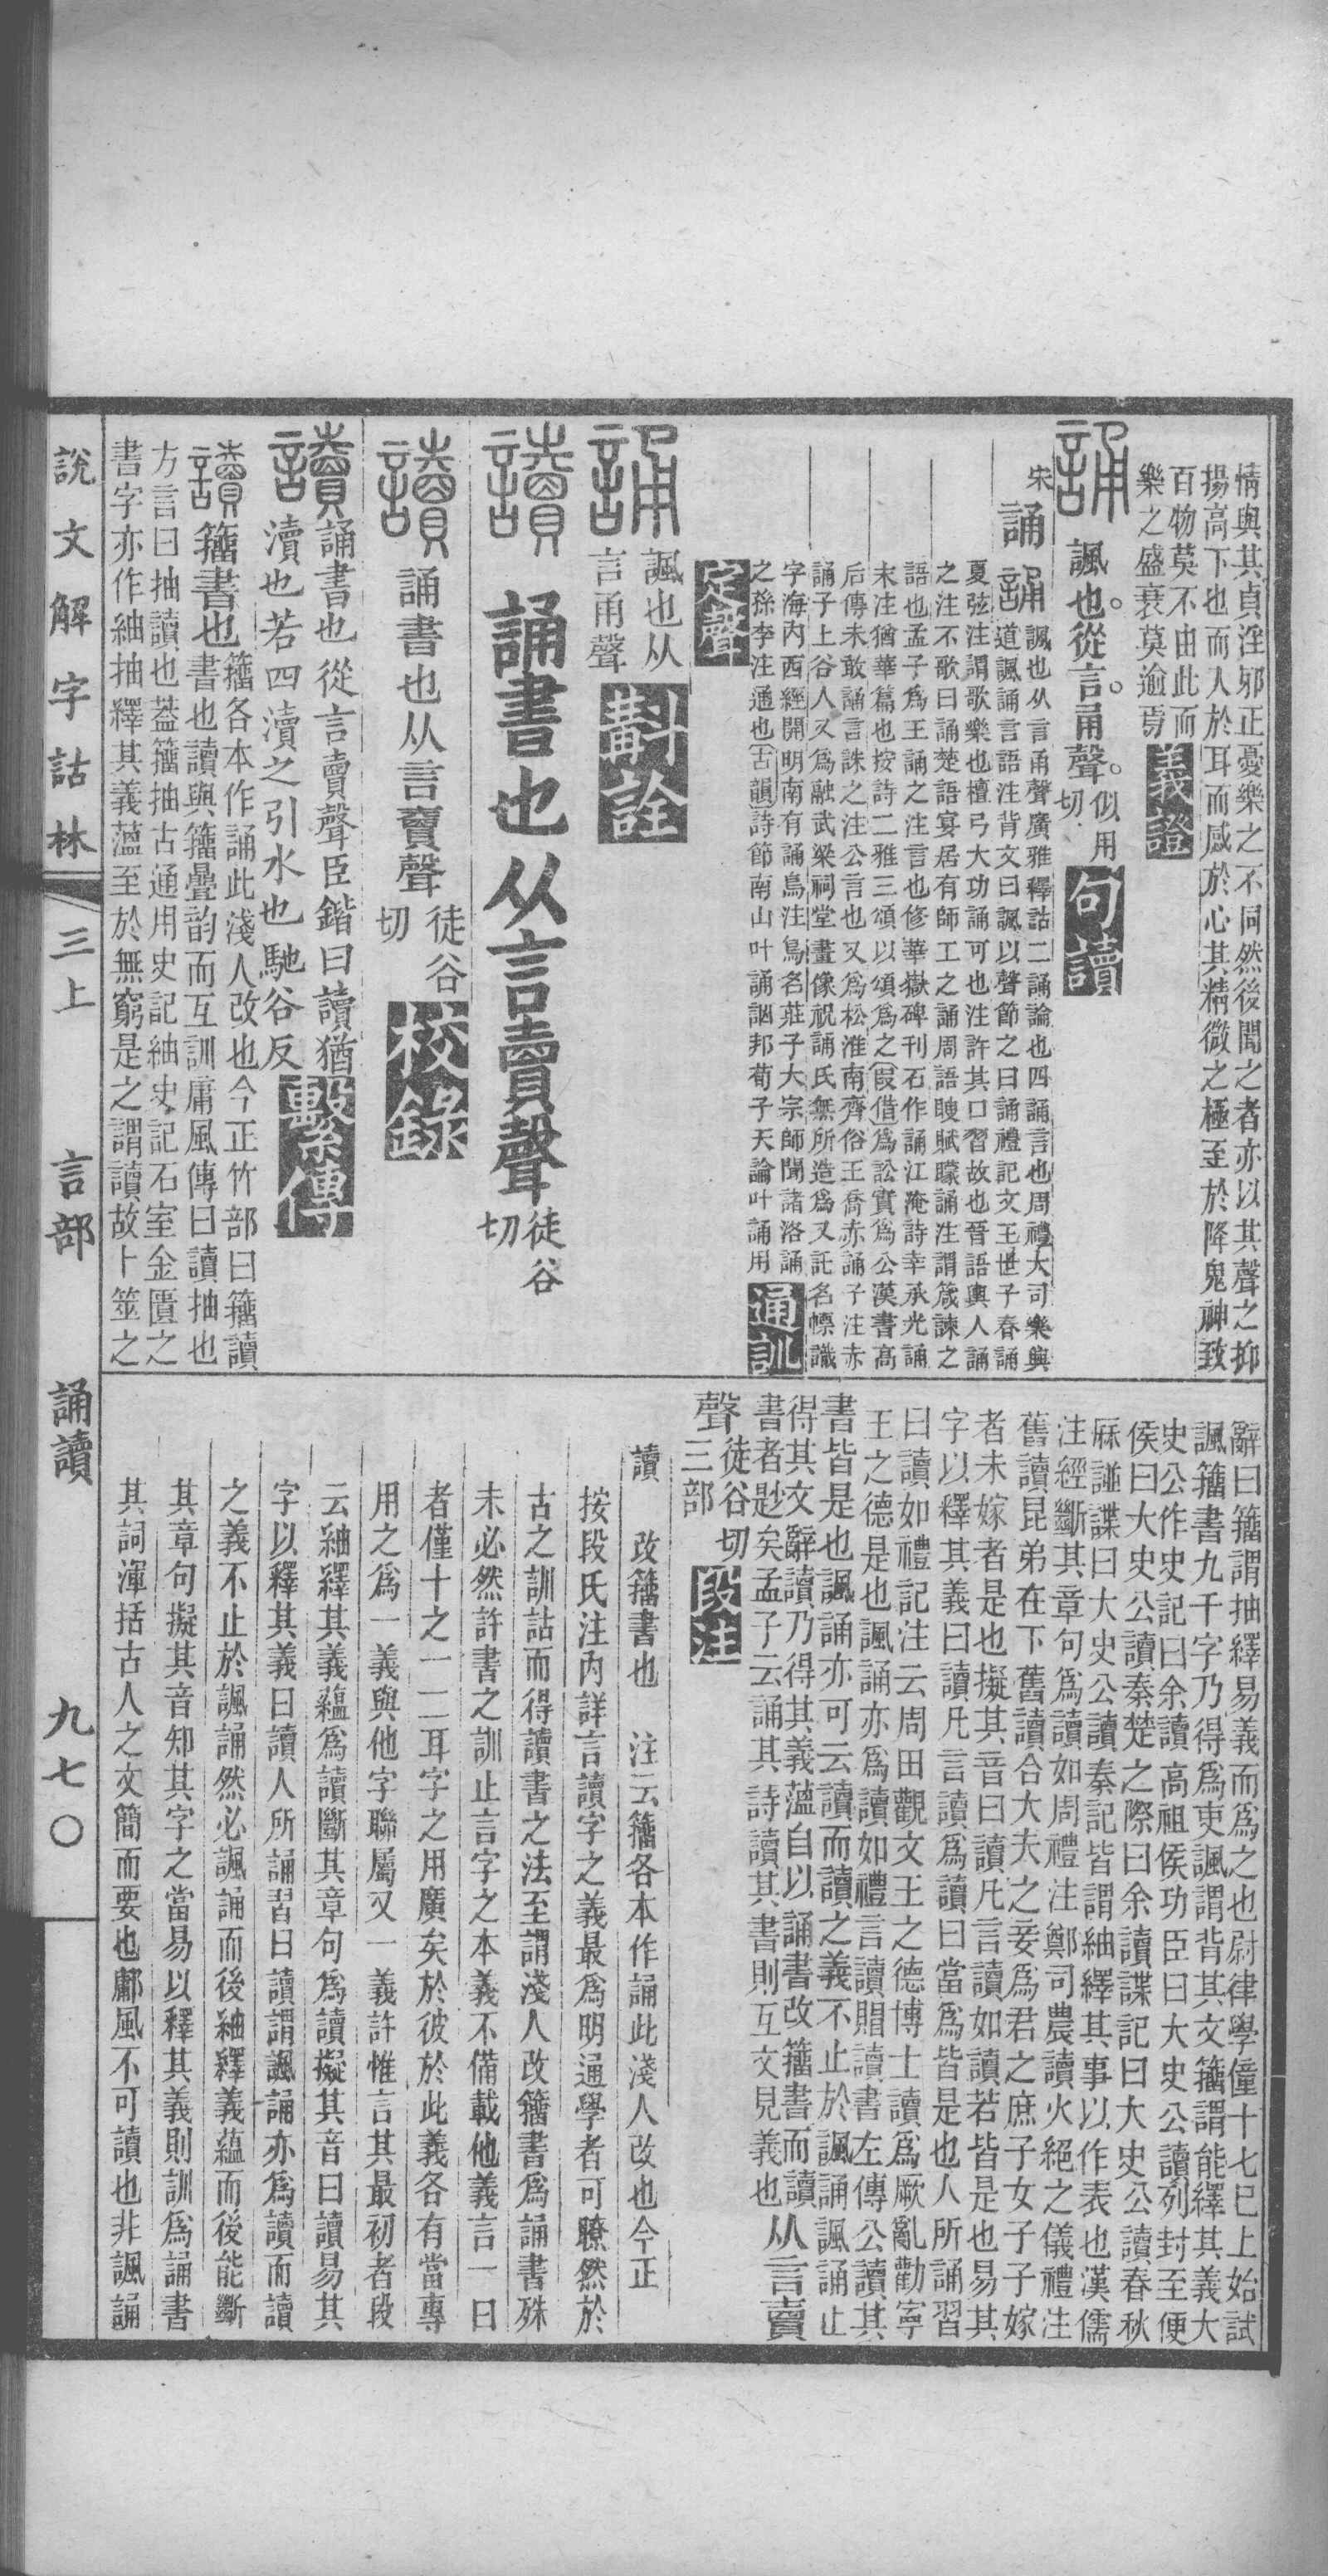 情與其貞淫邪正憂樂之不同然後聞之者亦以其聲之抑
揚高下也而人於耳而感於心其精微之極至於降鬼神致
百物莫不由此而
樂之盛衰莫逾焉
義證
誦 諷也從言甬聲 似用
切
句讀
宋
誦 諷也从言甬聲廣雅釋詁二誦論也四誦言也周禮大司樂興
道諷誦言語注背文曰諷以聲節之曰誦禮記文王世子春誦
夏弦注謂歌樂也檀弓大功誦可也注許其口習故也晉語輿人誦
之注不歌曰誦楚語宴居有師工之誦周語瞍賦矇誦注謂箴諫之
語也孟子爲王誦之注言也修華嶽碑刊石作誦江淹詩幸承光誦
末注猶華篇也按詩二雅三頌以頌爲之叚借爲訟實爲公漢書高
后傳未敢誦言誅之注公言也又爲松淮南齊俗王喬赤誦子注赤
誦子上谷人又爲融武梁祠堂畫像祝誦氏無所造爲又託名幖識
字海内西經開明南有誦鳥注鳥名莊子大宗師聞諸洛誦
之孫李注通也古韻詩節南山叶誦訩邦荀子天論叶誦用
通訓
定聲
誦 諷也从
言甬聲
斠詮
讀 誦書也从言賣聲 徒谷
切
讀 誦書也从言賣聲 徒谷
切
校錄
讀 誦書也從言賣聲臣鍇曰讀猶
瀆也若四瀆之引水也馳谷反
繫傳
讀 籀書也 籀各本作誦此淺人改也今正竹部曰籀讀
書也讀與籀疊韵而互訓庸風傳曰讀抽也
方言曰抽讀也葢籀抽古通用史記紬史記石室金匱之
書字亦作紬抽釋其義薀至於無窮是之謂讀故卜筮之
辭曰籀謂抽繹易義而爲之也尉律學僮十七巳上始試
諷籀書九千字乃得爲吏諷謂背其文籀謂能繹其義大
史公作史記曰余讀高祖侯功臣曰大史公讀列封至便
侯曰大史公讀秦楚之際曰余讀諜記曰大史公讀春秋
厤譜諜曰大史公讀秦記皆謂紬繹其事以作表也漢儒
注經斷其章句爲讀如周禮注鄭司農讀火絕之儀禮注
舊讀昆弟在下舊讀合大夫之妾爲君之庶子女子子嫁
者未嫁者是也擬其音曰讀凡言讀如讀若皆是也易其
字以釋其義曰讀凡言讀爲讀曰當爲皆是也人所誦習
曰讀如禮記注云周田觀文王之德博士讀爲厥亂勸寧
王之德是也諷誦亦爲讀如禮言讀賵讀書左傳公讀其
書皆是也諷誦亦可云讀而讀之義不止於諷誦諷誦止
得其文辭讀乃得其義薀自以誦書改籀書而讀
書者尟矣孟子云誦其詩讀其書則互文見義也 从言賣
聲 徒谷切
三部
段注
讀 改籀書也 注云籀各本作誦此淺人改也今正
按段氏注内詳言讀字之義最爲明通學者可瞭然於
古之訓詁而得讀書之法至謂淺人改籀書爲誦書殊
未必然許書之訓止言字之本義不備載他義言一曰
者僅十之一二耳字之用廣矣於彼於此義各有當專
用之爲一義與他字聯屬又一義許惟言其最初者段
云紬繹其義蘊爲讀斷其章句爲讀擬其音曰讀易其
字以釋其義曰讀人所誦習曰讀謂諷誦亦爲讀而讀
之義不止於諷誦然必諷誦而後紬繹義蘊而後能斷
其章句擬其音知其字之當易以釋其義則訓爲誦書
其詞渾括古人之文簡而要也鄘風不可讀也非諷誦
說文解字詁林 三上 言部 誦讀 九七〇